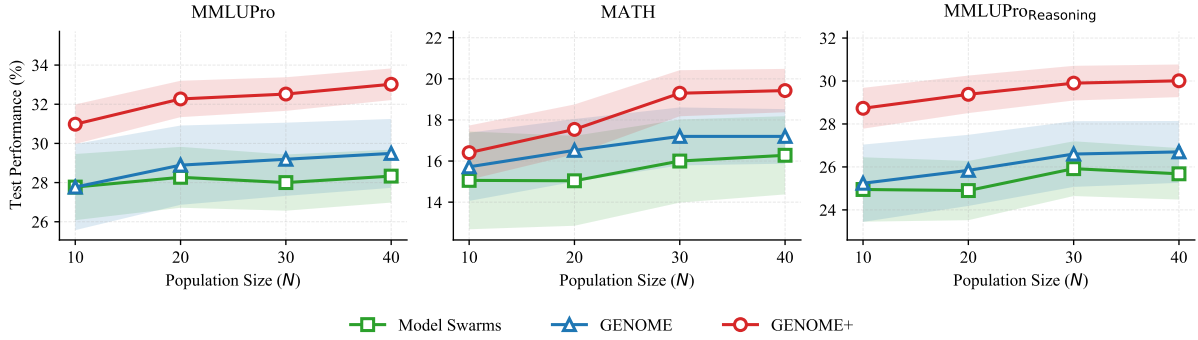 MMLUPro
MATH
MMLUProReasoning
Test Performance (%)
34
32
30
28
26
10 20 30 40
Population Size (N)
22
20
18
16
14
10 20 30 40
Population Size (N)
32
30
28
26
24
10 20 30 40
Population Size (N)
Model Swarms GENOME GENOME+